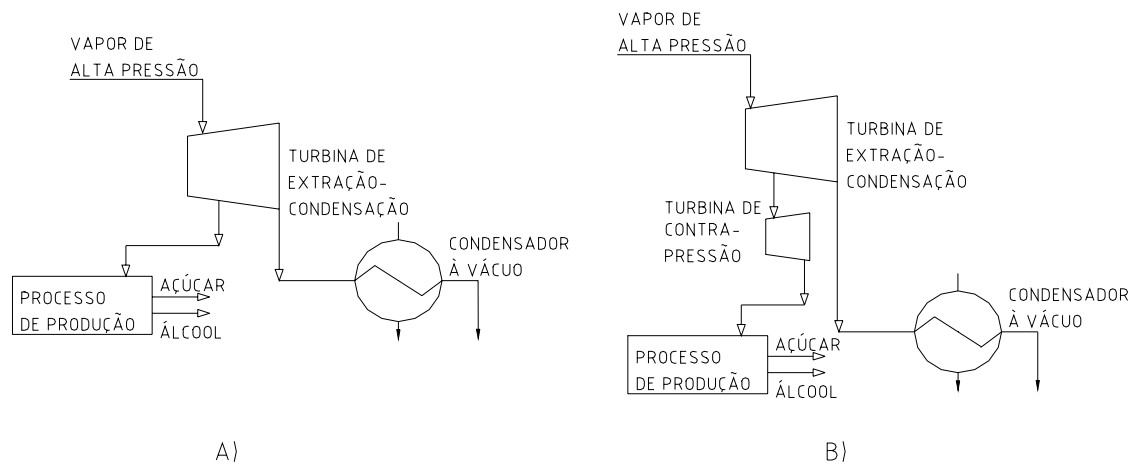 VAPOR DE
ALTA PRESSÃO
TURBINA DE
EXTRAÇÃO-
CONDENSAÇÃO
CONDENSADOR
À VÁCUO
PROCESSO
DE PRODUÇÃO
AÇÚCAR
ÁLCOOL
A)
VAPOR DE
ALTA PRESSÃO
TURBINA DE
EXTRAÇÃO-
CONDENSAÇÃO
TURBINA DE
CONTRA-
PRESSÃO
CONDENSADOR
À VÁCUO
PROCESSO
DE PRODUÇÃO
AÇÚCAR
ÁLCOOL
B)